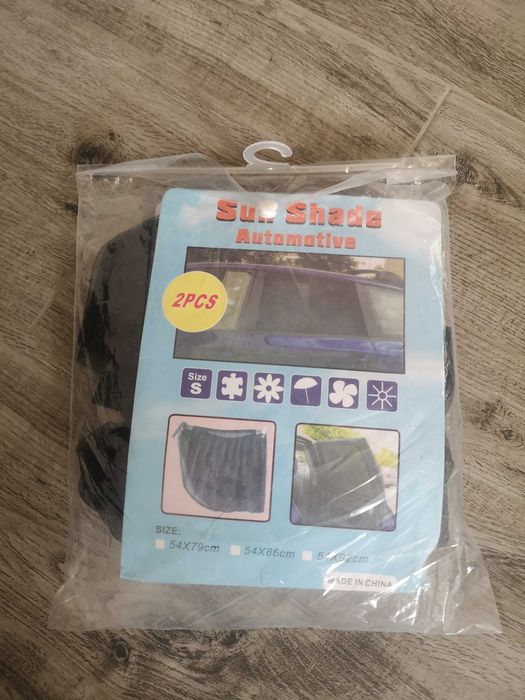 Sun Shade
Automotive
2PCS
Size
S
SIZE:
54X79cm 54X86cm 54X92cm
MADE IN CHINA